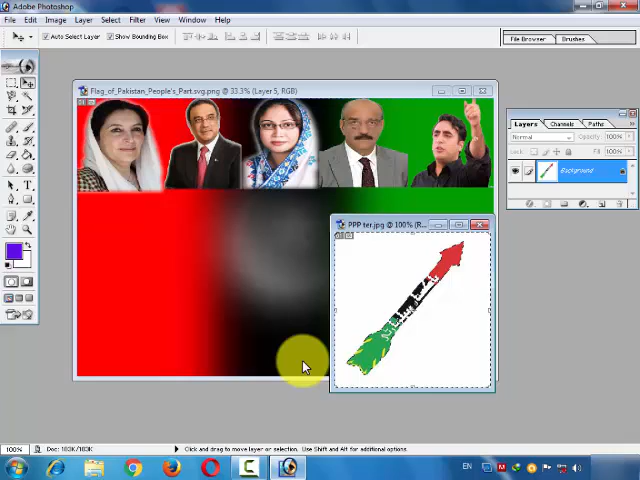 Adobe Photoshop
File Edit Image Layer Select Filter View Window Help
Auto Select Layer Show Bounding Box
File Browser Brushes
Flag_of_Pakistan_People's_Part.svg.png @ 33.3% (Layer 5, RGB)
Layers Channels Paths
Normal Opacity: 100%
Lock: Fill: 100%
Background
PPP ter.jpg @ 100% (R...
100% Doc: 183K/183K Click and drag to move layer or selection. Use Shift and Alt for additional options.
EN